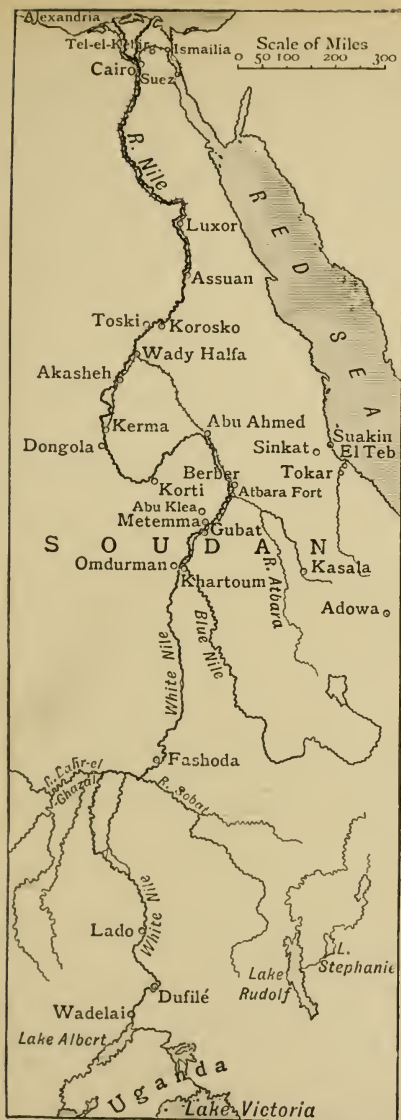 Alexandria
Tel-el-Kebir
Ismailia
Scale of Miles
0 50 100 200 300
Cairo
Suez
R. Nile
RED SEA
Luxor
Assuan
Toski
Korosko
Wady Halfa
Akasheh
Kerma
Abu Ahmed
Dongola
Suakin
Sinkat
El Teb
Tokar
Berber
Korti
Atbara Fort
Abu Klea
Metemma
Gubat
SOUDAN
Omdurman
Khartoum
R. Atbara
Kasala
Adowa
White Nile
Blue Nile
Fashoda
R. Sobat
Ghazal
White Nile
Lado
L. Stephanie
Lake Rudolf
Dufilé
Wadelai
Lake Albert
Uganda
Lake Victoria